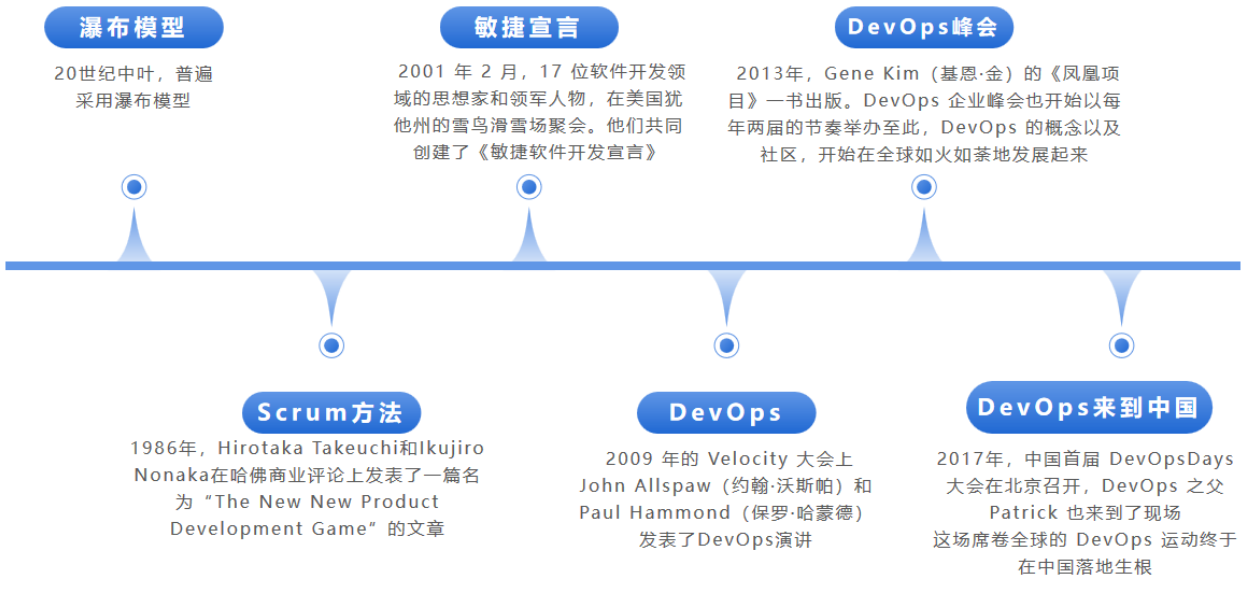 瀑布模型
20世纪中叶，普遍
采用瀑布模型
敏捷宣言
2001 年 2 月，17 位软件开发领
域的思想家和领军人物，在美国犹
他州的雪鸟滑雪场聚会。他们共同
创建了《敏捷软件开发宣言》
DevOps峰会
2013年，Gene Kim（基恩·金）的《凤凰项
目》一书出版。DevOps 企业峰会也开始以每
年两届的节奏举办至此，DevOps 的概念以及
社区，开始在全球如火如荼地发展起来
Scrum方法
1986年，Hirotaka Takeuchi和Ikujiro
Nonaka在哈佛商业评论上发表了一篇名
为“The New New Product
Development Game“的文章
DevOps
2009 年的 Velocity 大会上
John Allspaw（约翰·沃斯帕）和
Paul Hammond（保罗·哈蒙德）
发表了DevOps演讲
DevOps来到中国
2017年，中国首届 DevOpsDays
大会在北京召开，DevOps 之父
Patrick 也来到了现场
这场席卷全球的 DevOps 运动终于
在中国落地生根